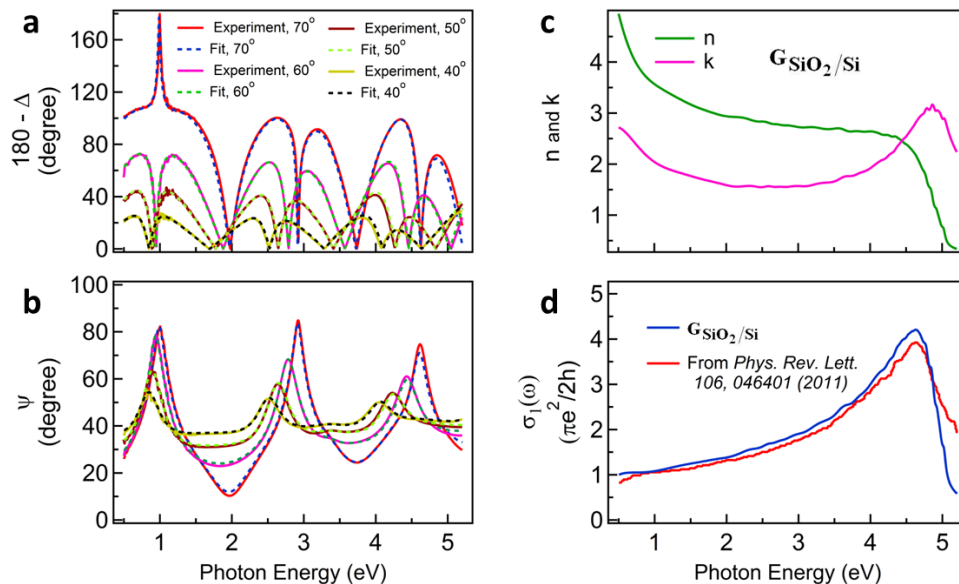 a
180 - Δ
(degree)
160
120
80
40
0
Experiment, 70°
Fit, 70°
Experiment, 60°
Fit, 60°
Experiment, 50°
Fit, 50°
Experiment, 40°
Fit, 40°
b
Ψ
(degree)
100
80
60
40
20
0
1
2
3
4
5
Photon Energy (eV)
c
n and k
4
3
2
1
n
k
G SiO2/Si
d
σ1(ω)
(πe²/2h)
5
4
3
2
1
0
G SiO2/Si
From Phys. Rev. Lett.
106, 046401 (2011)
1
2
3
4
5
Photon Energy (eV)